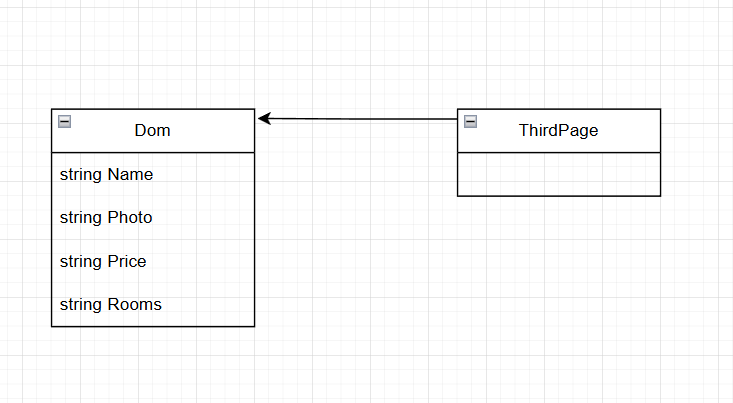 Dom
string Name
string Photo
string Price
string Rooms
ThirdPage